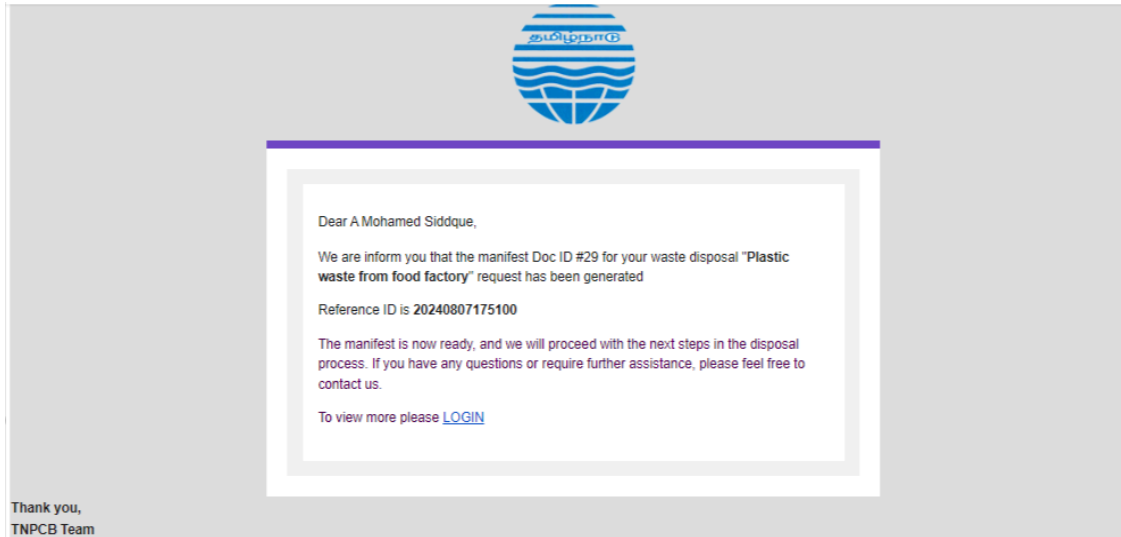 தமிழ்நாடு
Dear A Mohamed Siddque,
We are inform you that the manifest Doc ID #29 for your waste disposal "Plastic
waste from food factory" request has been generated
Reference ID is 20240807175100
The manifest is now ready, and we will proceed with the next steps in the disposal
process. If you have any questions or require further assistance, please feel free to
contact us.
To view more please LOGIN
Thank you,
TNPCB Team